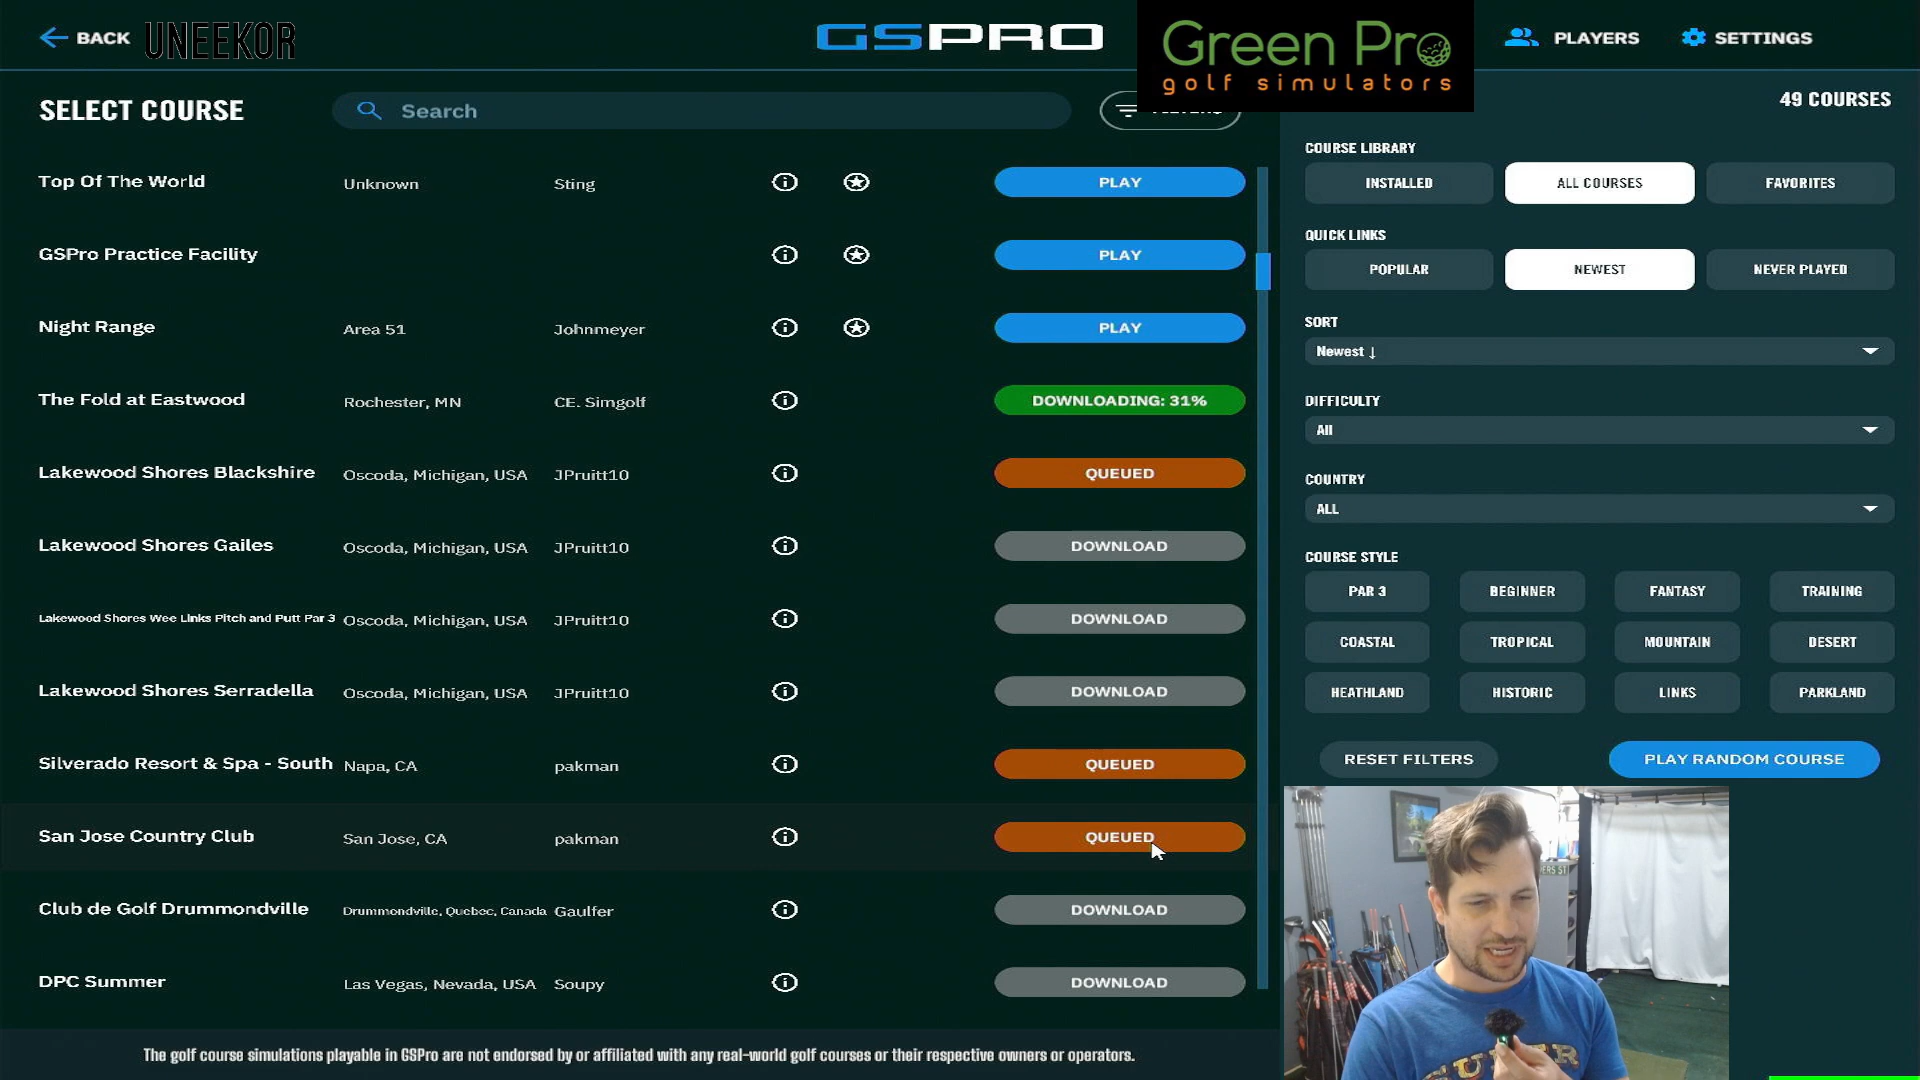 BACK
UNEEKOR
GSPRO
Green Pro
golf simulators
PLAYERS
SETTINGS
SELECT COURSE
Search
49 COURSES
Top Of The World Unknown Sting PLAY
GSPro Practice Facility PLAY
Night Range Area 51 Johnmeyer PLAY
The Fold at Eastwood Rochester, MN CE. Simgolf DOWNLOADING: 31%
Lakewood Shores Blackshire Oscoda, Michigan, USA JPruitt10 QUEUED
Lakewood Shores Gailes Oscoda, Michigan, USA JPruitt10 DOWNLOAD
Lakewood Shores Wee Links Pitch and Putt Par 3 Oscoda, Michigan, USA JPruitt10 DOWNLOAD
Lakewood Shores Serradella Oscoda, Michigan, USA JPruitt10 DOWNLOAD
Silverado Resort & Spa - South Napa, CA pakman QUEUED
San Jose Country Club San Jose, CA pakman QUEUED
Club de Golf Drummondville Drummondville, Quebec, Canada Gaulfer DOWNLOAD
DPC Summer Las Vegas, Nevada, USA Soupy DOWNLOAD
COURSE LIBRARY
INSTALLED ALL COURSES FAVORITES
QUICK LINKS
POPULAR NEWEST NEVER PLAYED
SORT
Newest ↓
DIFFICULTY
All
COUNTRY
ALL
COURSE STYLE
PAR 3 BEGINNER FANTASY TRAINING
COASTAL TROPICAL MOUNTAIN DESERT
HEATHLAND HISTORIC LINKS PARKLAND
RESET FILTERS PLAY RANDOM COURSE
The golf course simulations playable in GSPro are not endorsed by or affiliated with any real-world golf courses or their respective owners or operators.